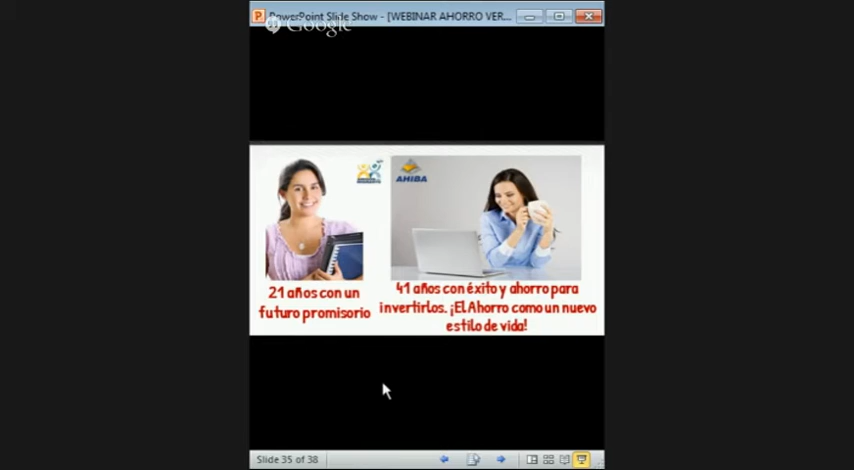 PowerPoint Slide Show - [WEBINAR AHORRO VER...
Google
AHIBA
21 años con un
futuro promisorio
41 años con éxito y ahorro para
invertirlos. ¡El Ahorro como un nuevo
estilo de vida!
Slide 35 of 38